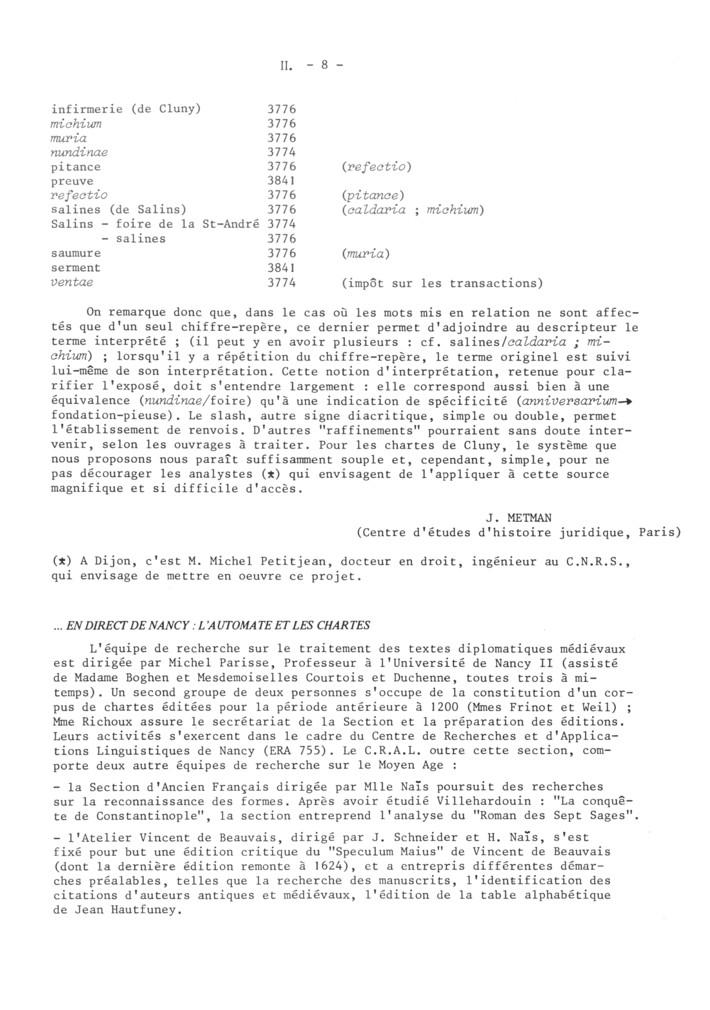 II. - 8 -
infirmerie (de Cluny) 3776
michium 3776
muria 3776
nundinae 3774
pitance 3776 (refectio)
preuve 3841
refectio 3776 (pitance)
salines (de Salins) 3776 (caldaria ; michium)
Salins - foire de la St-André 3774
- salines 3776
saumure 3776 (muria)
serment 3841
ventae 3774 (impôt sur les transactions)
On remarque donc que, dans le cas où les mots mis en relation ne sont affec-
tés que d'un seul chiffre-repère, ce dernier permet d'adjoindre au descripteur le
terme interprété ; (il peut y en avoir plusieurs : cf. salines/caldaria ; mi-
chium) ; lorsqu'il y a répétition du chiffre-repère, le terme originel est suivi
lui-même de son interprétation. Cette notion d'interprétation, retenue pour cla-
rifier l'exposé, doit s'entendre largement : elle correspond aussi bien à une
équivalence (nundinae/foire) qu'à une indication de spécificité (anniversarium→
fondation-pieuse). Le slash, autre signe diacritique, simple ou double, permet
l'établissement de renvois. D'autres "raffinements" pourraient sans doute inter-
venir, selon les ouvrages à traiter. Pour les chartes de Cluny, le système que
nous proposons nous paraît suffisamment souple et, cependant, simple, pour ne
pas décourager les analystes (*) qui envisagent de l'appliquer à cette source
magnifique et si difficile d'accès.
J. METMAN
(Centre d'études d'histoire juridique, Paris)
(*) A Dijon, c'est M. Michel Petitjean, docteur en droit, ingénieur au C.N.R.S.,
qui envisage de mettre en oeuvre ce projet.
... EN DIRECT DE NANCY : L'AUTOMATE ET LES CHARTES
L'équipe de recherche sur le traitement des textes diplomatiques médiévaux
est dirigée par Michel Parisse, Professeur à l'Université de Nancy II (assisté
de Madame Boghen et Mesdemoiselles Courtois et Duchenne, toutes trois à mi-
temps). Un second groupe de deux personnes s'occupe de la constitution d'un cor-
pus de chartes éditées pour la période antérieure à 1200 (Mmes Frinot et Weil) ;
Mme Richoux assure le secrétariat de la Section et la préparation des éditions.
Leurs activités s'exercent dans le cadre du Centre de Recherches et d'Applica-
tions Linguistiques de Nancy (ERA 755). Le C.R.A.L. outre cette section, com-
porte deux autre équipes de recherche sur le Moyen Age :
- la Section d'Ancien Français dirigée par Mlle Naïs poursuit des recherches
sur la reconnaissance des formes. Après avoir étudié Villehardouin : "La conquê-
te de Constantinople", la section entreprend l'analyse du "Roman des Sept Sages".
- l'Atelier Vincent de Beauvais, dirigé par J. Schneider et H. Naïs, s'est
fixé pour but une édition critique du "Speculum Maius" de Vincent de Beauvais
(dont la dernière édition remonte à 1624), et a entrepris différentes démar-
ches préalables, telles que la recherche des manuscrits, l'identification des
citations d'auteurs antiques et médiévaux, l'édition de la table alphabétique
de Jean Hautfuney.